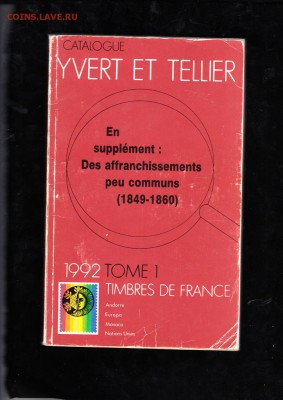 COINS.LAVE.RU
CATALOGUE
YVERT ET TELLIER
En
supplément :
Des affranchissements
peu communs
(1849-1860)
1992 TOME 1
TIMBRES DE FRANCE
Andorre
Europa
Monaco
Nations Unies